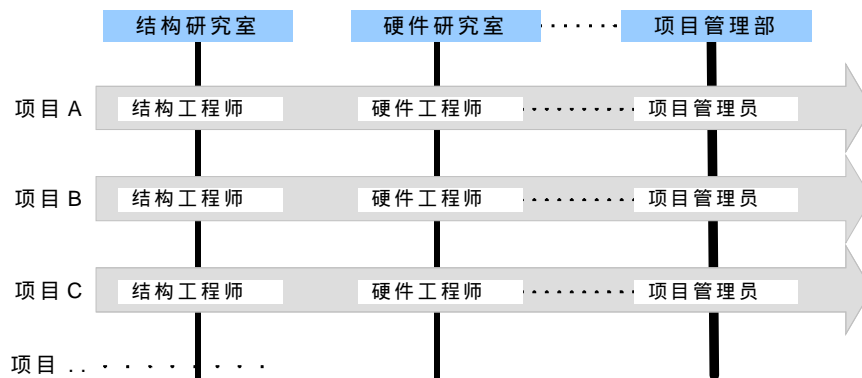 结构研究室 硬件研究室 ······ 项目管理部
项目 A 结构工程师 硬件工程师 ········· 项目管理员
项目 B 结构工程师 硬件工程师 ········· 项目管理员
项目 C 结构工程师 硬件工程师 ········· 项目管理员
项目 .. · · · · · · · ·